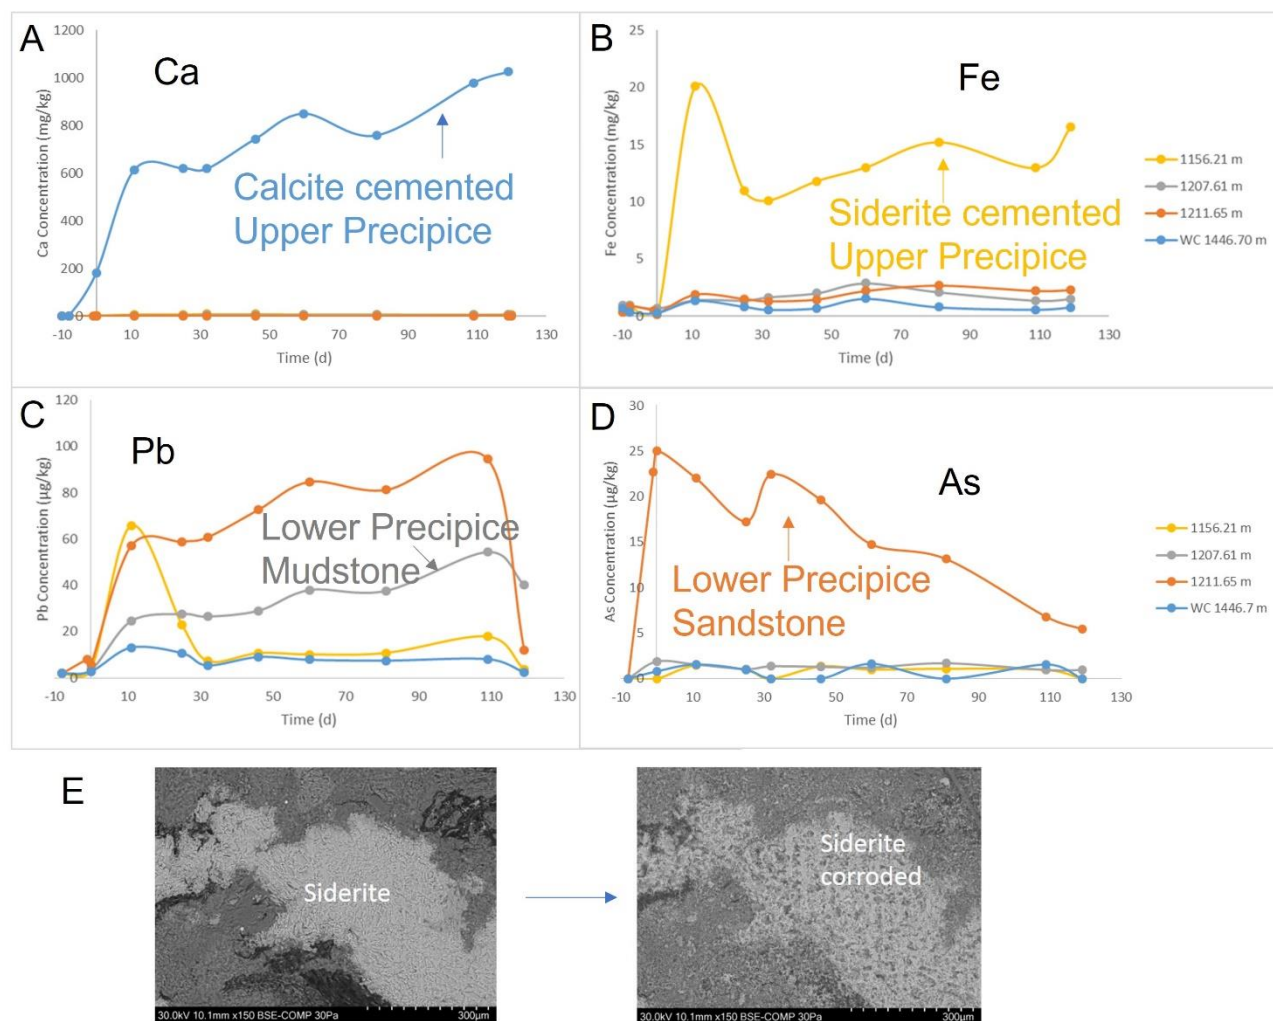 A
Ca
Ca Concentration (mg/kg)
1200
1000
800
600
400
200
0
-10 10 30 50 70 90 110 130
Time (d)
Calcite cemented
Upper Precipice
B
Fe
Fe Concentration (mg/kg)
25
20
15
10
5
0
-10 10 30 50 70 90 110 130
Time (d)
Siderite cemented
Upper Precipice
1156.21 m
1207.61 m
1211.65 m
WC 1446.70 m
C
Pb
Pb Concentration (µg/kg)
120
100
80
60
40
20
0
-10 10 30 50 70 90 110 130
Time (d)
Lower Precipice
Mudstone
D
As
As Concentration (µg/kg)
30
25
20
15
10
5
0
-10 10 30 50 70 90 110 130
Time (d)
Lower Precipice
Sandstone
1156.21 m
1207.61 m
1211.65 m
WC 1446.7 m
E
Siderite
30.0kV 10.1mm x150 BSE-COMP 30Pa 300µm
Siderite
corroded
30.0kV 10.1mm x150 BSE-COMP 30Pa 300µm